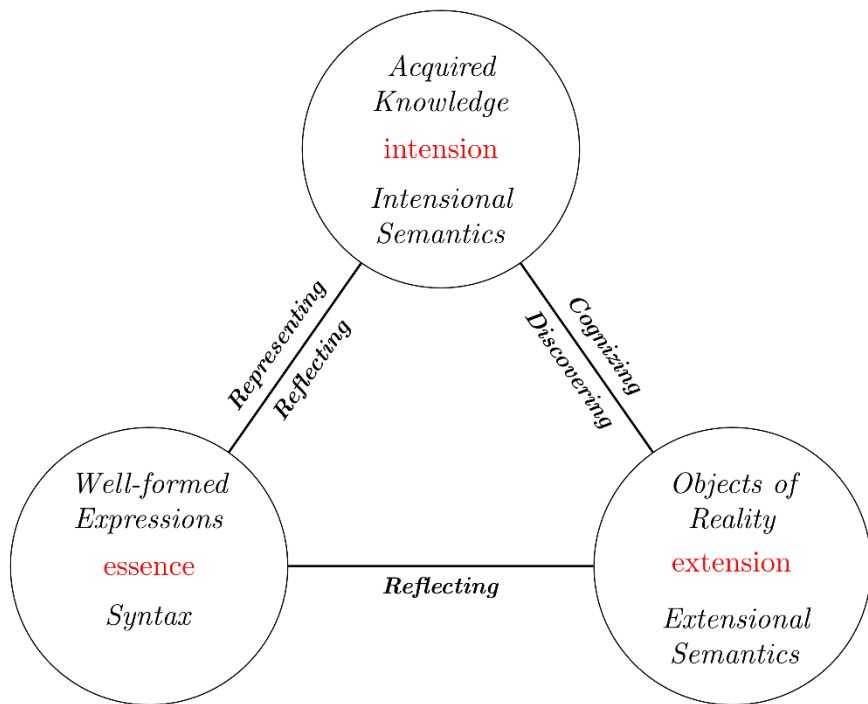 Acquired
Knowledge
intension
Intensional
Semantics
Representing
Reflecting
Cognizing
Discovering
Well-formed
Expressions
essence
Syntax
Reflecting
Objects of
Reality
extension
Extensional
Semantics